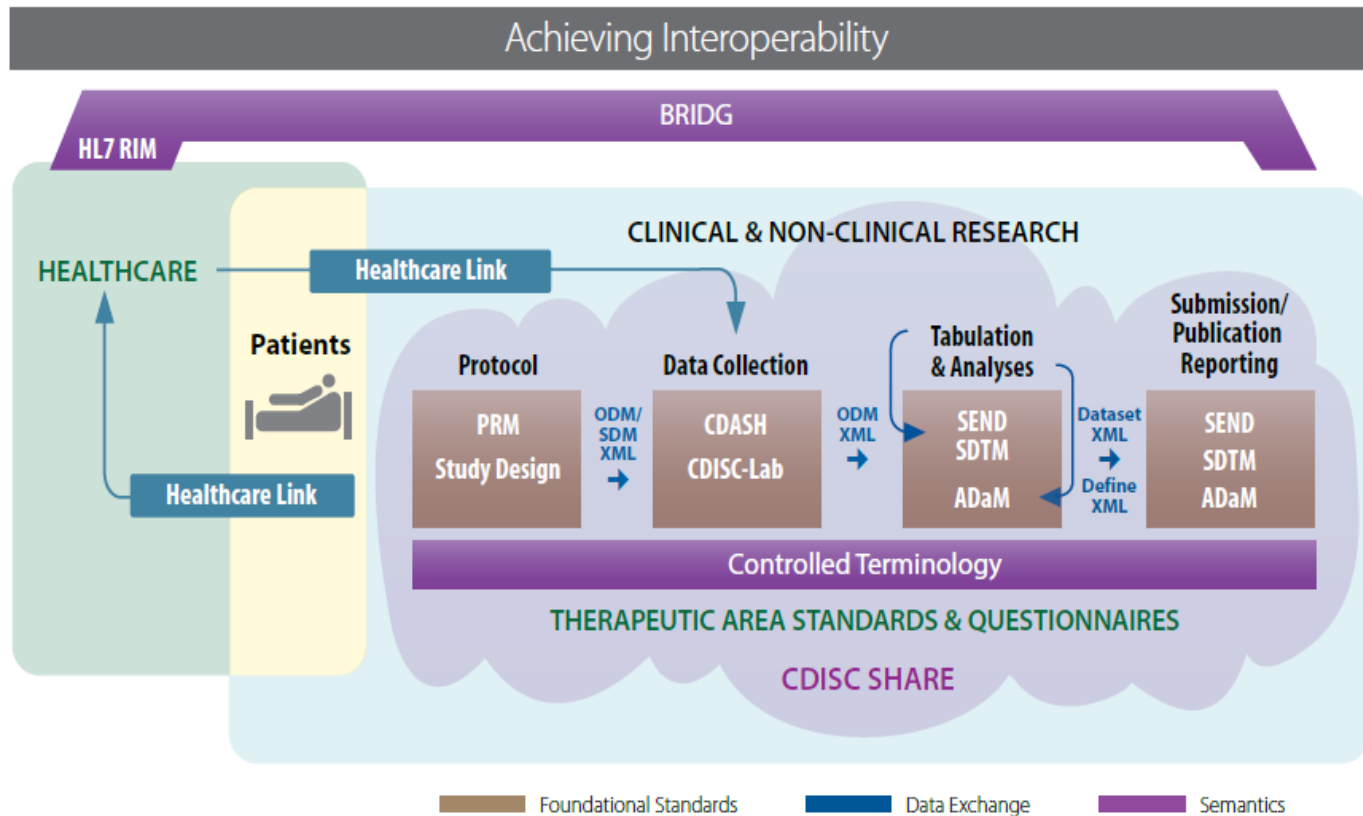 Achieving Interoperability
BRIDG
HL7 RIM
CLINICAL & NON-CLINICAL RESEARCH
HEALTHCARE
Healthcare Link
Patients
Healthcare Link
Protocol
PRM
Study Design
ODM/
SDM
XML
Data Collection
CDASH
CDISC-Lab
ODM
XML
Tabulation
& Analyses
SEND
SDTM
ADaM
Dataset
XML
Define
XML
Submission/
Publication
Reporting
SEND
SDTM
ADaM
Controlled Terminology
THERAPEUTIC AREA STANDARDS & QUESTIONNAIRES
CDISC SHARE
Foundational Standards
Data Exchange
Semantics